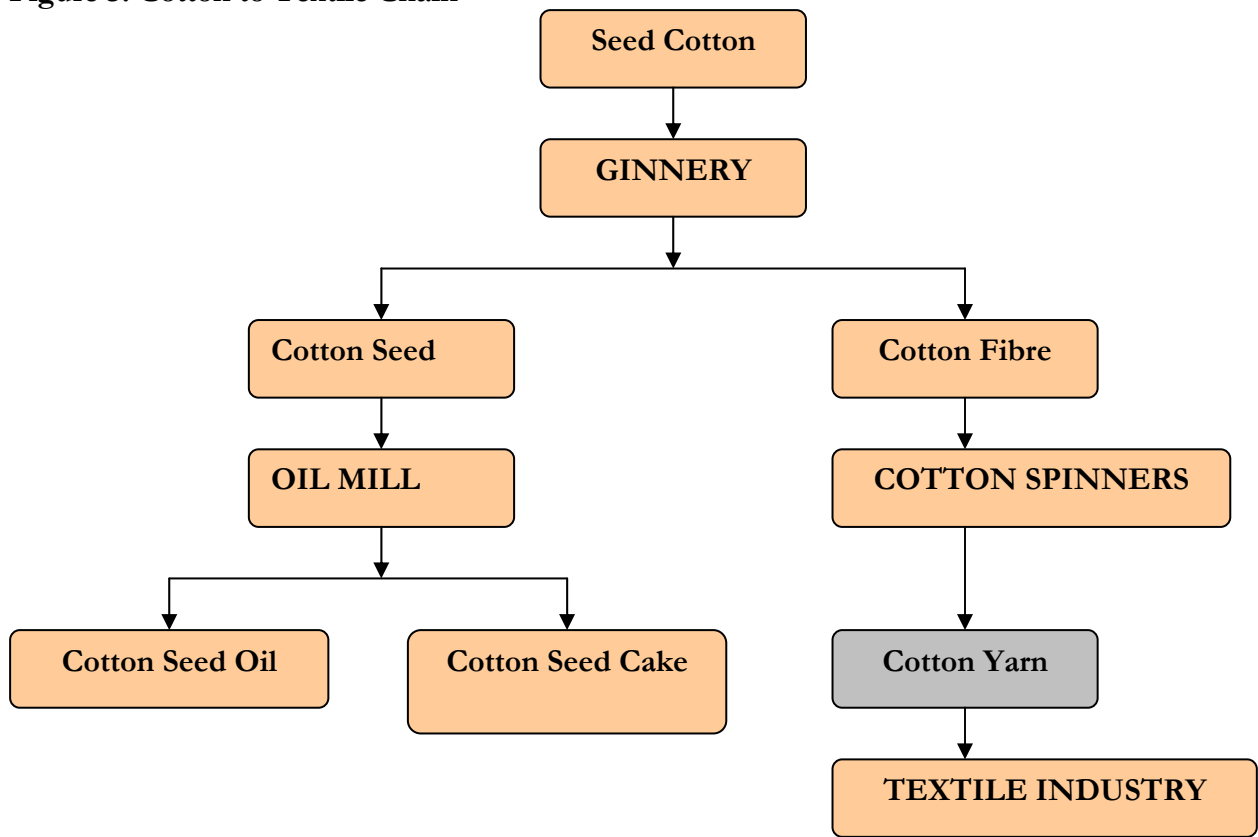 Seed Cotton
GINNERY
Cotton Seed
Cotton Fibre
OIL MILL
COTTON SPINNERS
Cotton Seed Oil
Cotton Seed Cake
Cotton Yarn
TEXTILE INDUSTRY